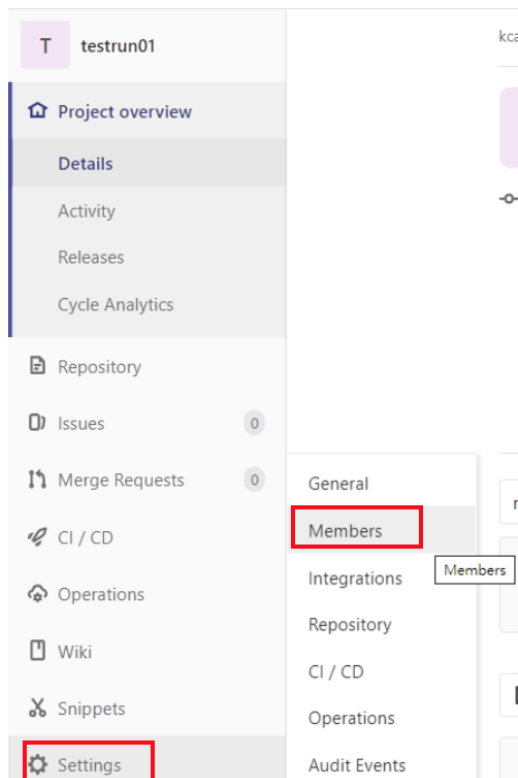 T testrun01
Project overview
Details
Activity
Releases
Cycle Analytics
Repository
Issues 0
Merge Requests 0
CI / CD
Operations
Wiki
Snippets
Settings
General
Members
Integrations
Members
Repository
CI / CD
Operations
Audit Events